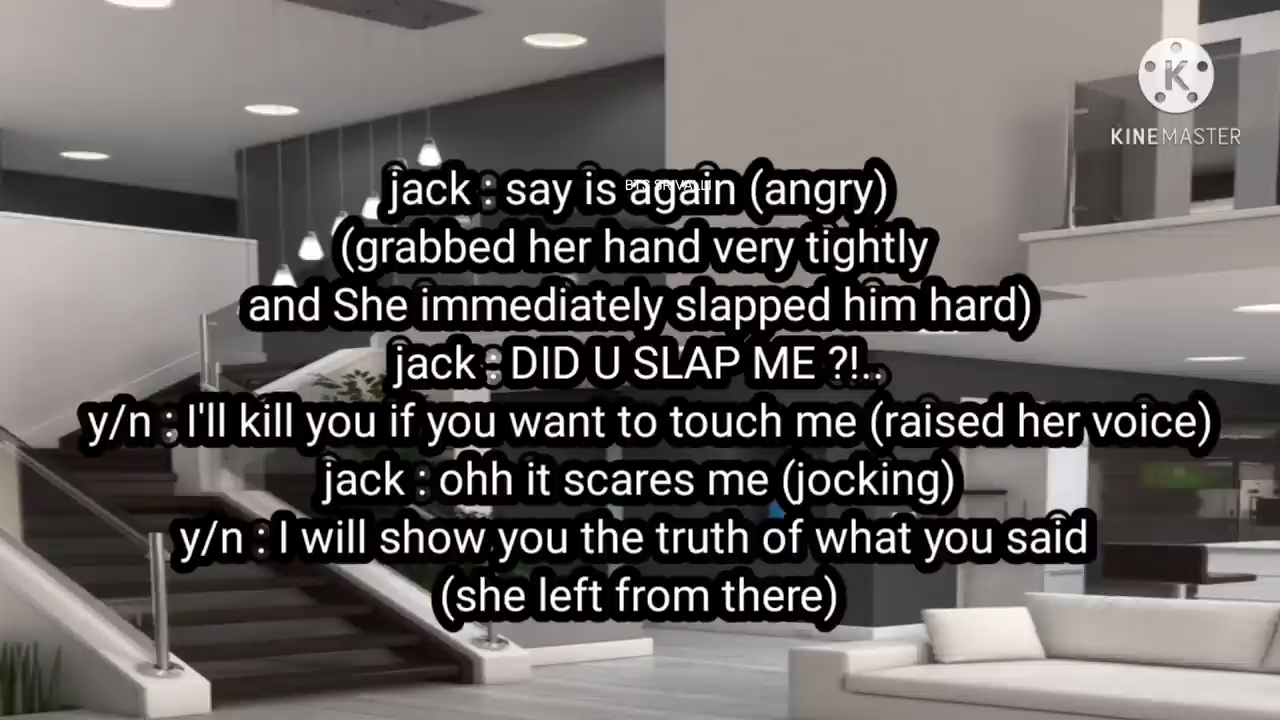 KINEMASTER
jack : say is again (angry)
BTS SRIVALLI
(grabbed her hand very tightly
and She immediately slapped him hard)
jack : DID U SLAP ME ?!..
y/n : I'll kill you if you want to touch me (raised her voice)
jack : ohh it scares me (jocking)
y/n : I will show you the truth of what you said
(she left from there)